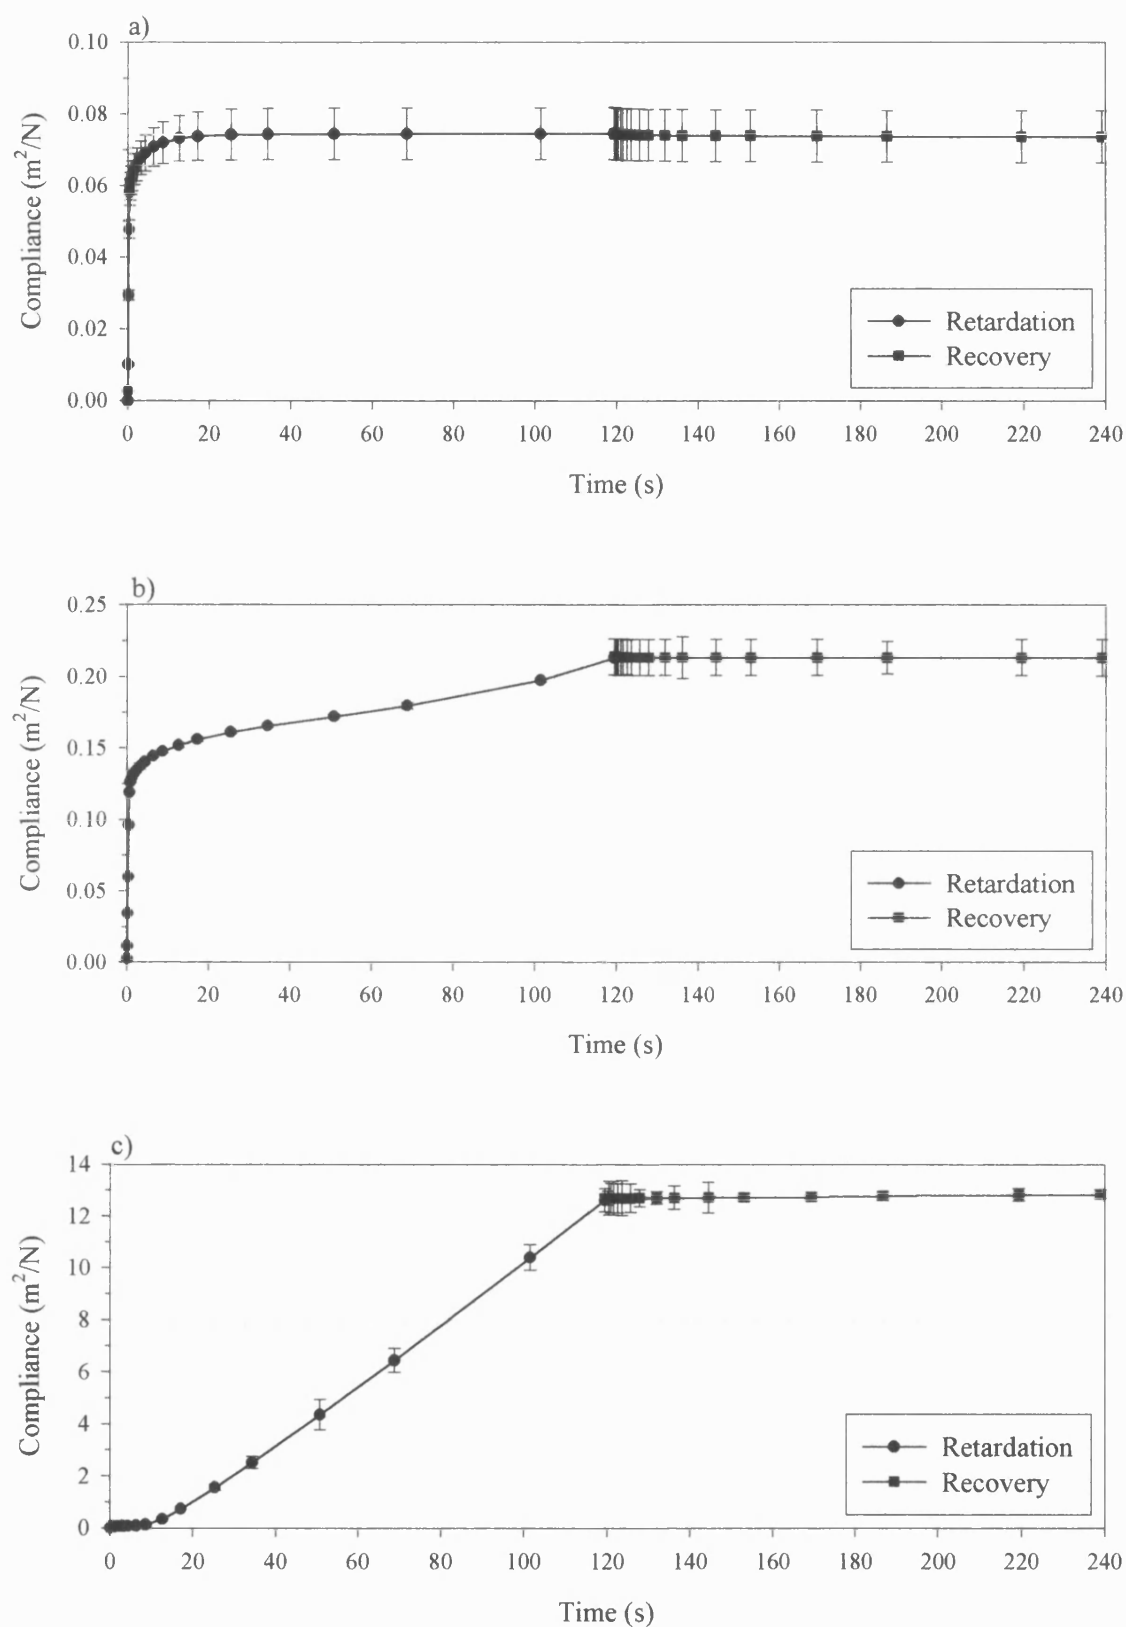 a)
0.10
0.08
0.06
0.04
0.02
0.00
Compliance (m²/N)
Retardation
Recovery
0 20 40 60 80 100 120 140 160 180 200 220 240
Time (s)
b)
0.25
0.20
0.15
0.10
0.05
0.00
Compliance (m²/N)
Retardation
Recovery
0 20 40 60 80 100 120 140 160 180 200 220 240
Time (s)
c)
14
12
10
8
6
4
2
0
Compliance (m²/N)
Retardation
Recovery
0 20 40 60 80 100 120 140 160 180 200 220 240
Time (s)